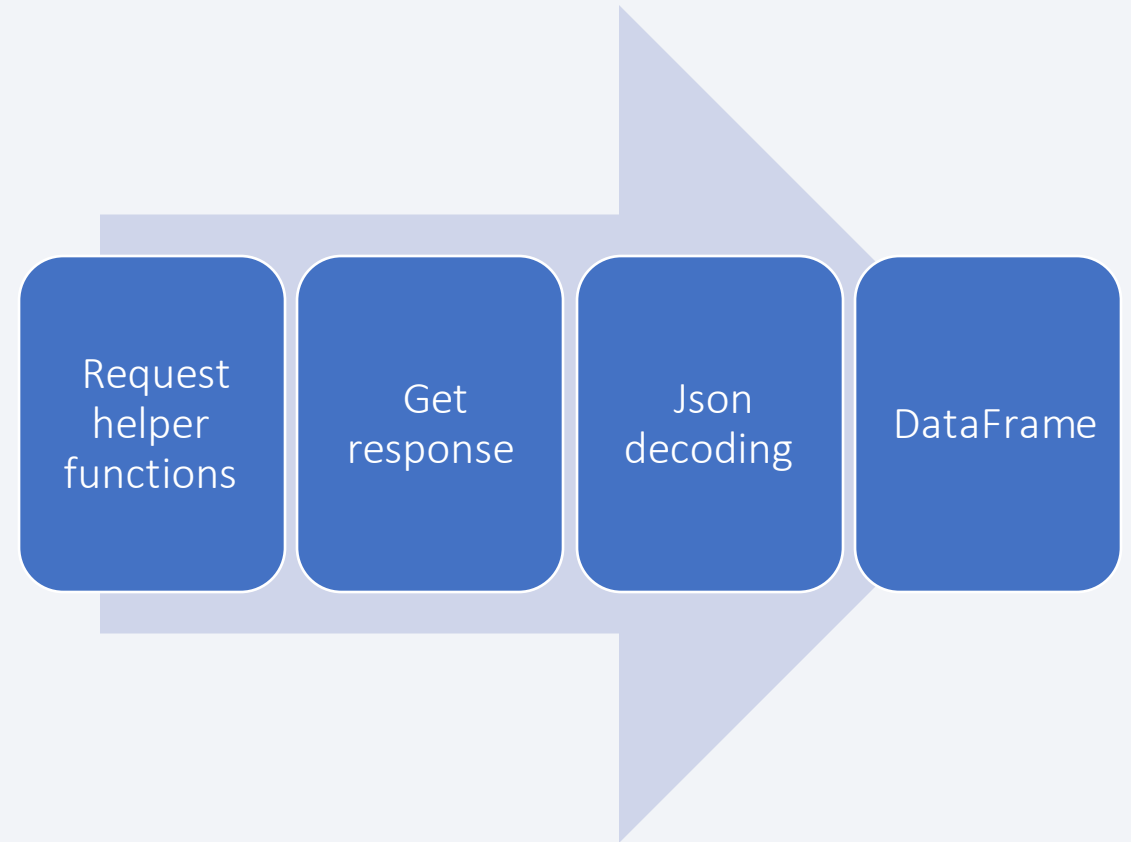 Request
helper
functions
Get
response
Json
decoding
DataFrame